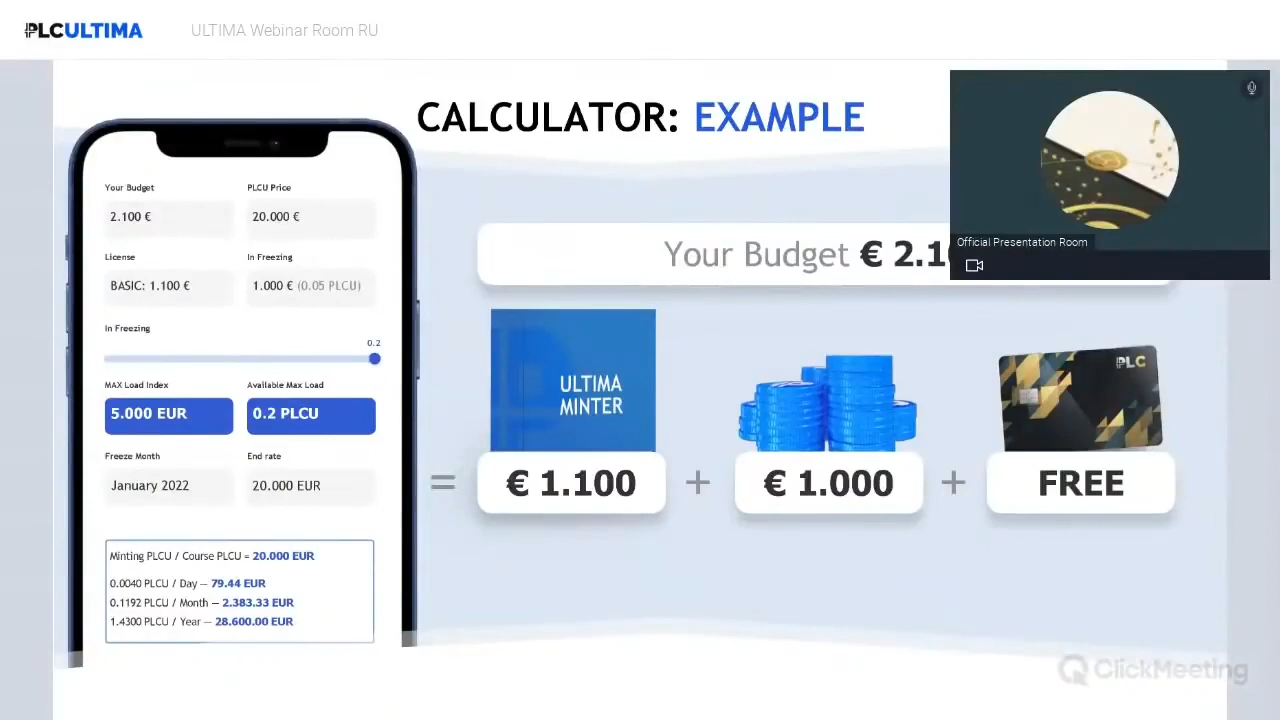 PLCULTIMA
ULTIMA Webinar Room RU
CALCULATOR: EXAMPLE
Official Presentation Room
Your Budget
PLCU Price
2.100 €
20.000 €
License
In Freezing
BASIC: 1.100 €
1.000 € (0.05 PLCU)
In Freezing
0.2
MAX Load Index
Available Max Load
5.000 EUR
0.2 PLCU
Freeze Month
End rate
January 2022
20.000 EUR
Minting PLCU / Course PLCU = 20.000 EUR
0.0040 PLCU / Day — 79.44 EUR
0.1192 PLCU / Month — 2.383.33 EUR
1.4300 PLCU / Year — 28.600.00 EUR
Your Budget € 2.10
ULTIMA
MINTER
PLC
= € 1.100 + € 1.000 + FREE
ClickMeeting